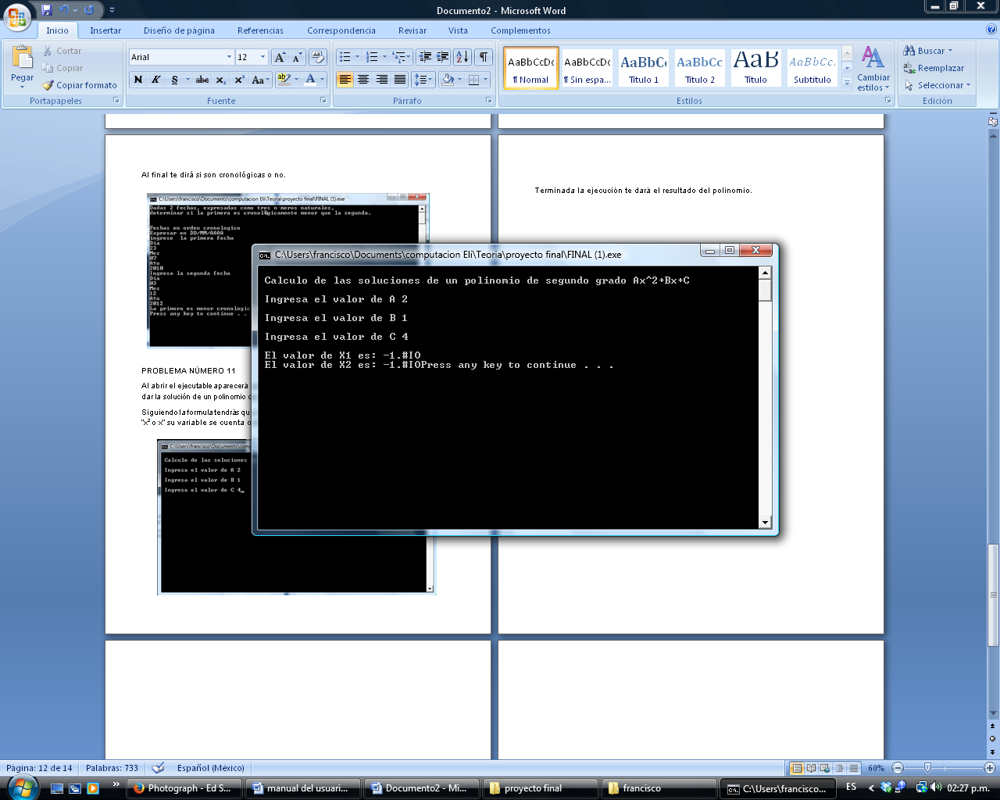 Documento2 - Microsoft Word
Inicio Insertar Diseño de página Referencias Correspondencia Revisar Vista Complementos
Pegar
Cortar
Copiar
Copiar formato
Portapapeles
Arial 12
N K S abc x₂ x² Aa
Fuente
Párrafo
AaBbCcDc AaBbCcDc AaBbC AaBbCc AaB AaBbCc.
¶ Normal ¶ Sin espa... Título 1 Título 2 Título Subtítulo
Cambiar estilos
Estilos
Buscar
Reemplazar
Seleccionar
Edición
Al final te dirá si son cronológicas o no.
C:\Users\francisco\Documents\computacion Eli\Teoria\proyecto final\FINAL (1).exe
Dadas 2 fechas, expresadas como tres n meros naturales,
determinar si la primera es cronol gicamente menor que la segunda.
Fechas en orden cronologico
Expresar en DD/MM/AAAA
ingrese la primera fecha
Dia
23
Mes
07
Año
2010
Ingresa la segunda fecha
Dia
03
Mes
12
Año
2012
La primera es menor cronologic
Press any key to continue . .
PROBLEMA NÚMERO 11
Al abrir el ejecutable aparecerá
dar la solución de un polinomio
Siguiendo la formula tendrás qu
"x² o x" su variable se cuenta
C:\Users\francisco\Documents\comp
Calculo de las soluciones
Ingresa el valor de A 2
Ingresa el valor de B 1
Ingresa el valor de C 4_
Terminada la ejecución te dará el resultado del polinomio.
C:\Users\francisco\Documents\computacion Eli\Teoria\proyecto final\FINAL (1).exe
Calculo de las soluciones de un polinomio de segundo grado Ax^2+Bx+C
Ingresa el valor de A 2
Ingresa el valor de B 1
Ingresa el valor de C 4
El valor de X1 es: -1.#IO
El valor de X2 es: -1.#IOPress any key to continue . . .
Página: 12 de 14 Palabras: 733 Español (México) 60%
Photograph - Ed S... manual del usuari... Documento2 - Mi... proyecto final francisco C:\Users\francisco... ES 02:27 p.m.